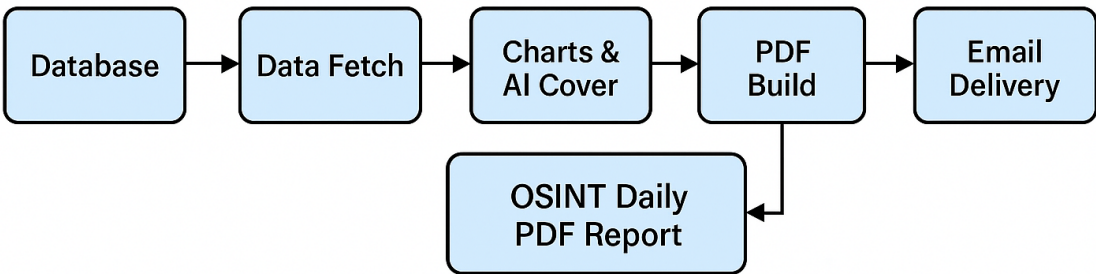 Database
Data Fetch
Charts &
AI Cover
PDF
Build
Email
Delivery
OSINT Daily
PDF Report